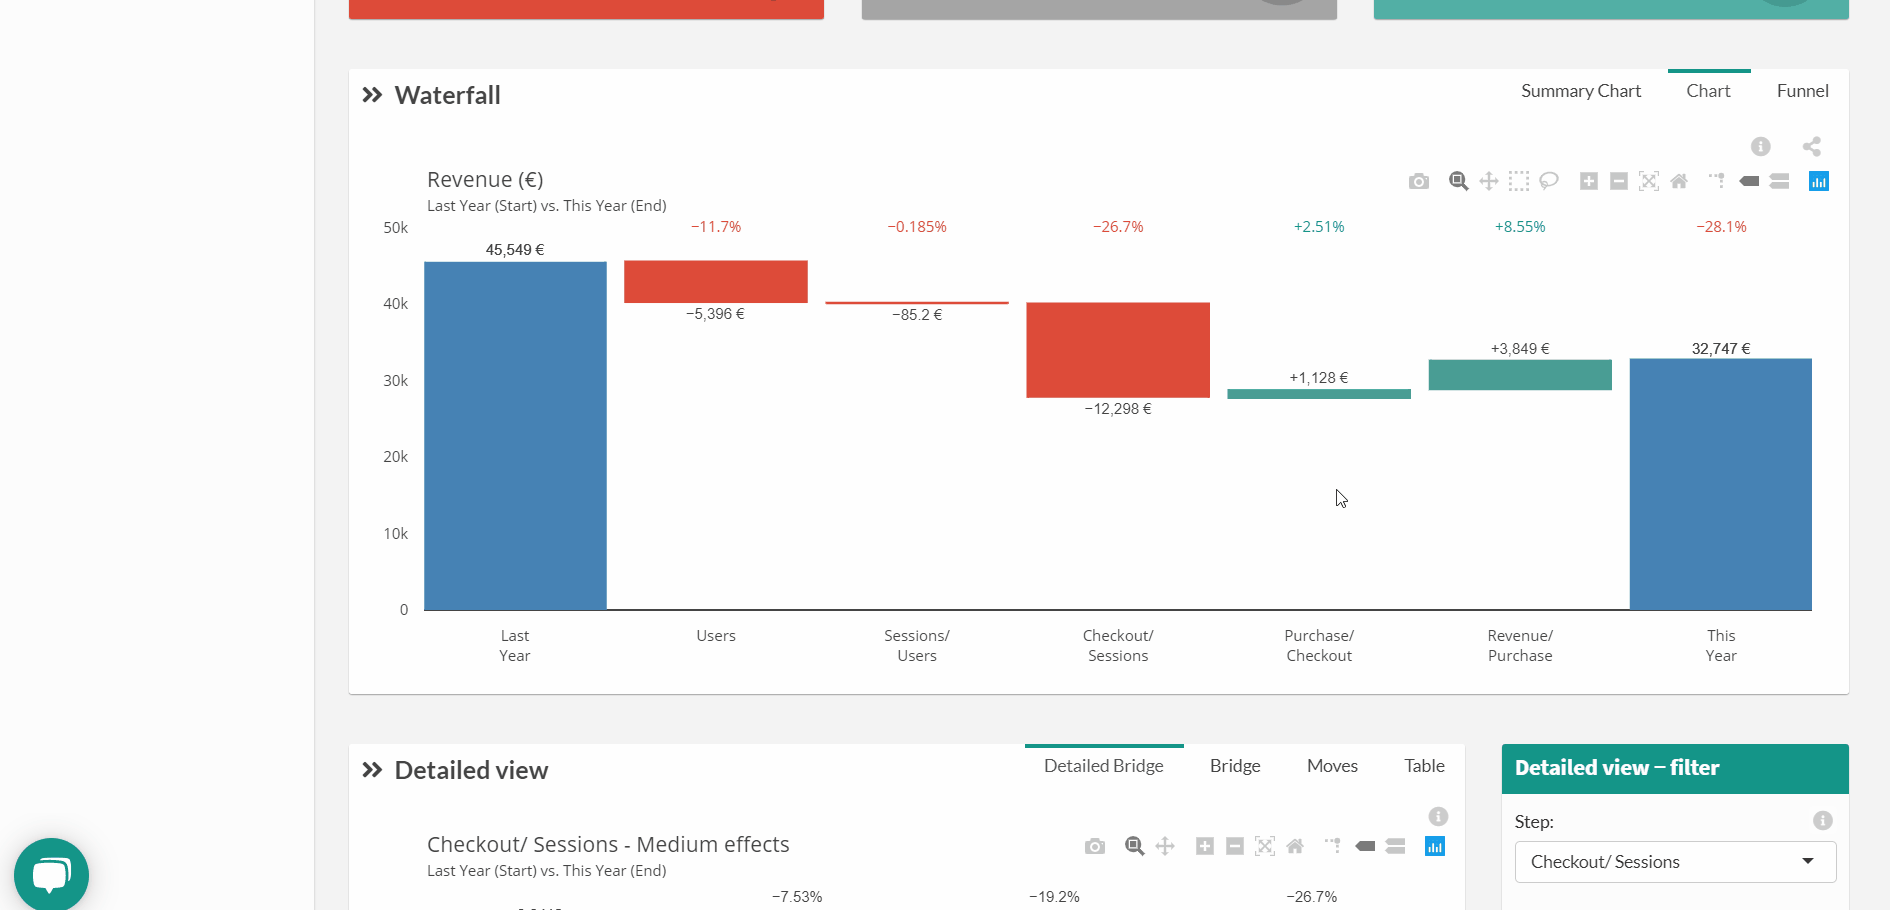 Waterfall
Summary Chart
Chart
Funnel
Revenue (€)
Last Year (Start) vs. This Year (End)
50k
40k
30k
20k
10k
0
−11.7%
−0.185%
−26.7%
+2.51%
+8.55%
−28.1%
45,549 €
−5,396 €
−85.2 €
−12,298 €
+1,128 €
+3,849 €
32,747 €
Last
Year
Users
Sessions/
Users
Checkout/
Sessions
Purchase/
Checkout
Revenue/
Purchase
This
Year
Detailed view
Detailed Bridge
Bridge
Moves
Table
Checkout/ Sessions - Medium effects
Last Year (Start) vs. This Year (End)
−7.53%
−19.2%
−26.7%
Detailed view – filter
Step:
Checkout/ Sessions